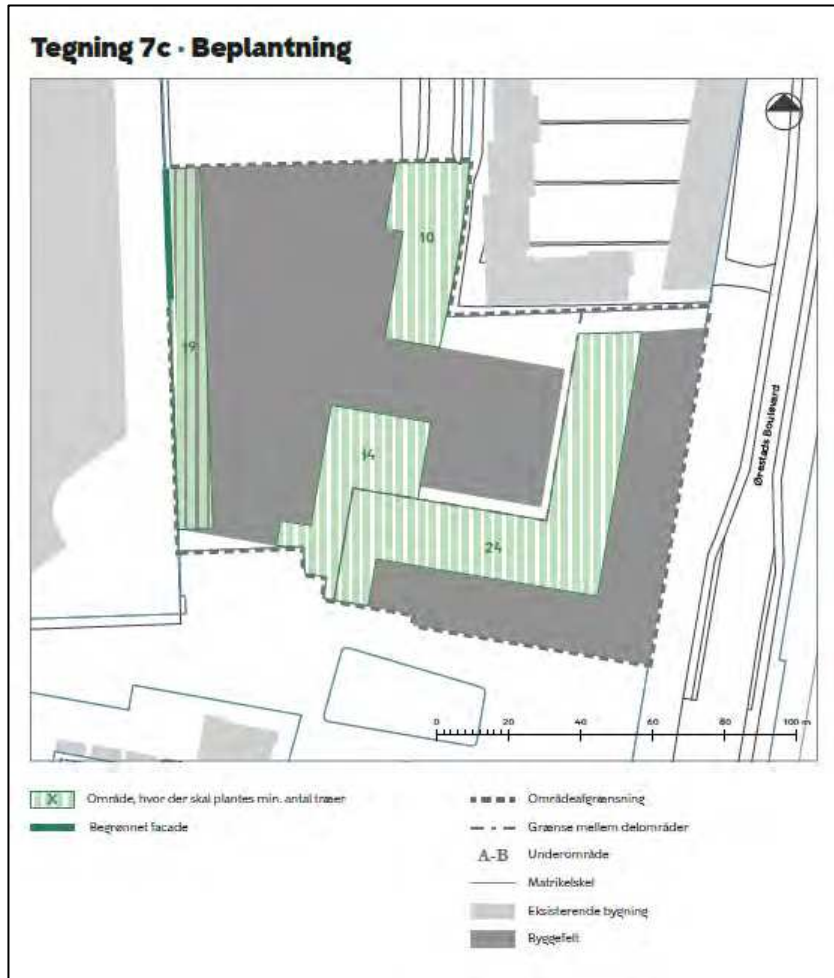 Tegning 7c · Beplantning
10
19
14
24
Ørestads Boulevard
0 20 40 60 80 100 m
X Område, hvor der skal plantes min. antal træer
Begrønnet facade
Områdeafgrænsning
Grænse mellem delområder
A-B Underområde
Matrikelskel
Eksisterende bygning
Byggefelt